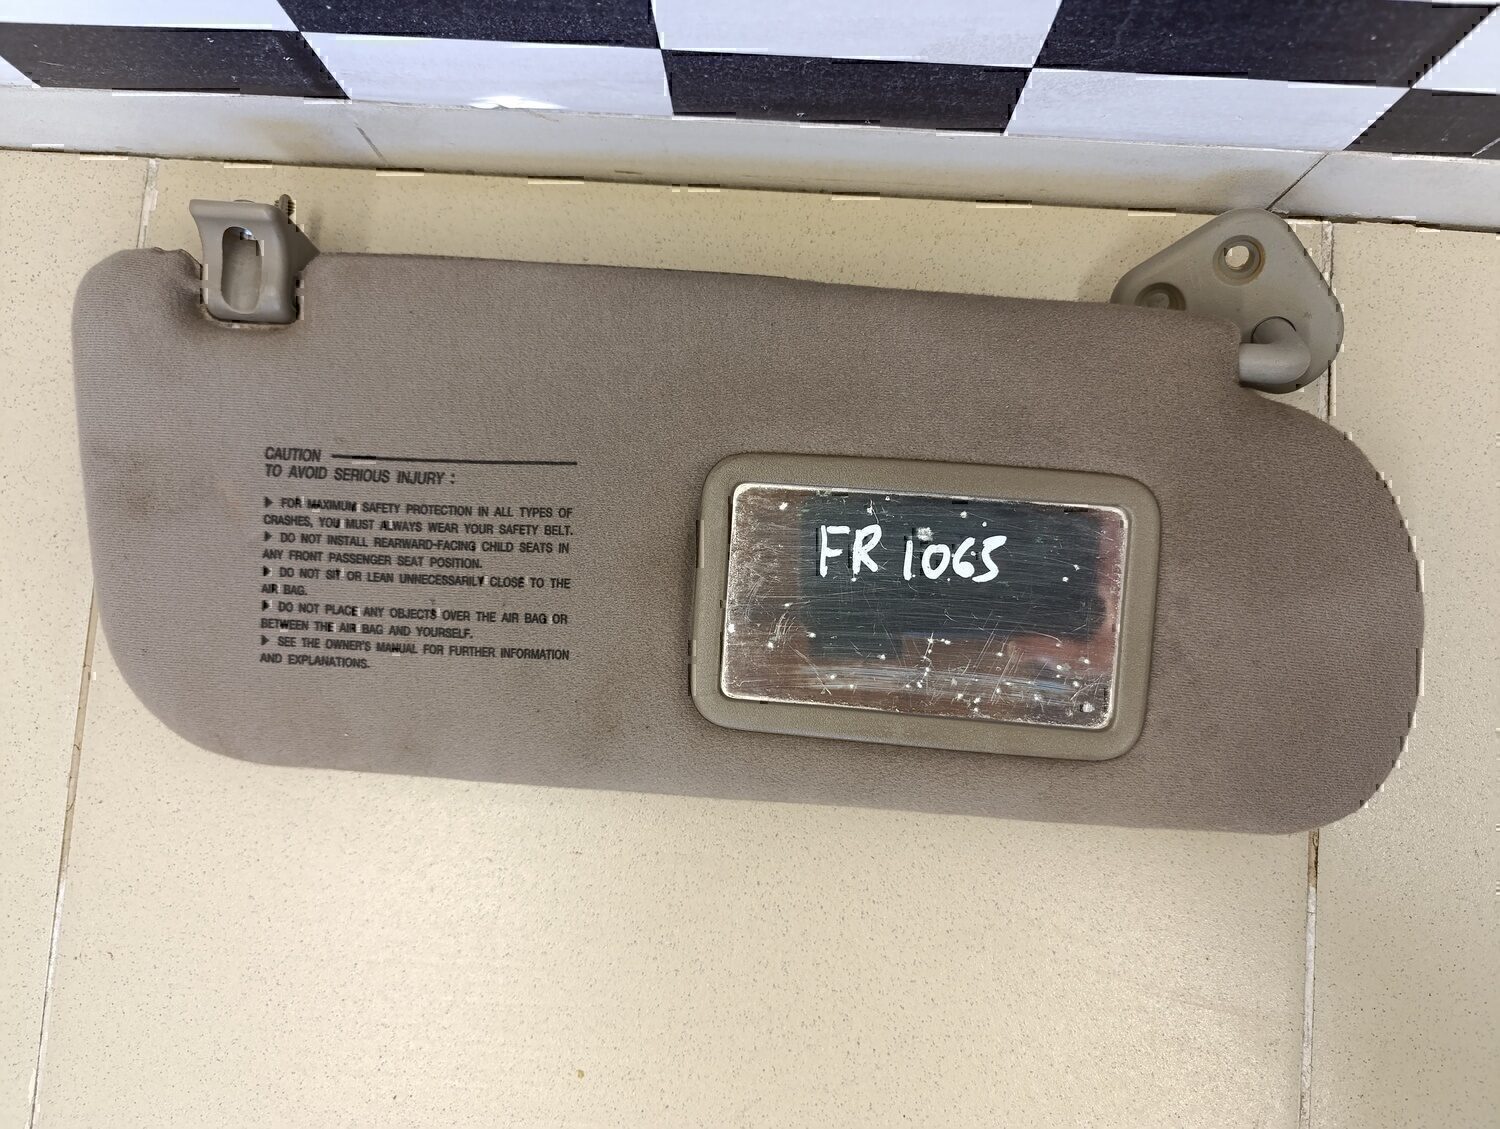 CAUTION
TO AVOID SERIOUS INJURY :
▶ FOR MAXIMUM SAFETY PROTECTION IN ALL TYPES OF
CRASHES, YOU MUST ALWAYS WEAR YOUR SAFETY BELT.
▶ DO NOT INSTALL REARWARD-FACING CHILD SEATS IN
ANY FRONT PASSENGER SEAT POSITION.
▶ DO NOT SIT OR LEAN UNNECESSARILY CLOSE TO THE
AIR BAG.
▶ DO NOT PLACE ANY OBJECTS OVER THE AIR BAG OR
BETWEEN THE AIR BAG AND YOURSELF.
▶ SEE THE OWNER'S MANUAL FOR FURTHER INFORMATION
AND EXPLANATIONS.
FR 1065